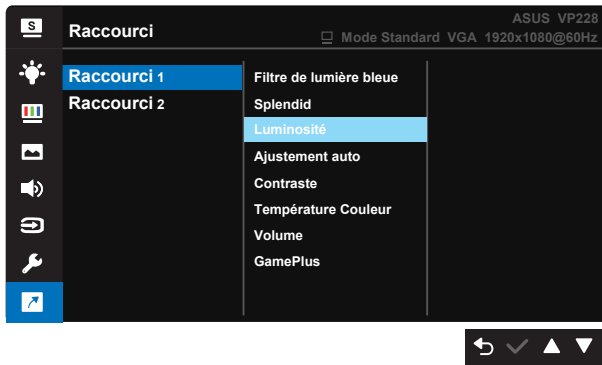 S
Raccourci
ASUS VP228
Mode Standard VGA 1920x1080@60Hz
Raccourci 1
Raccourci 2
Filtre de lumière bleue
Splendid
Luminosité
Ajustement auto
Contraste
Température Couleur
Volume
GamePlus